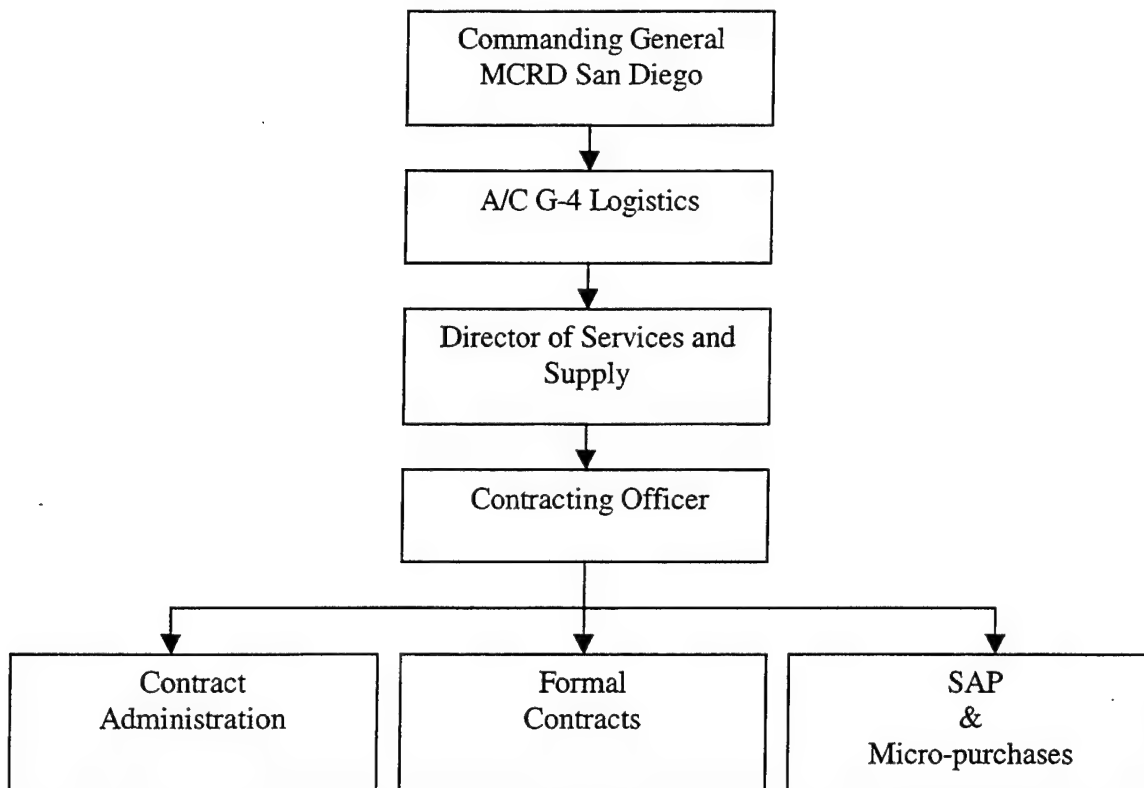 Commanding General
MCRD San Diego
A/C G-4 Logistics
Director of Services and
Supply
Contracting Officer
Contract
Administration
Formal
Contracts
SAP
&
Micro-purchases